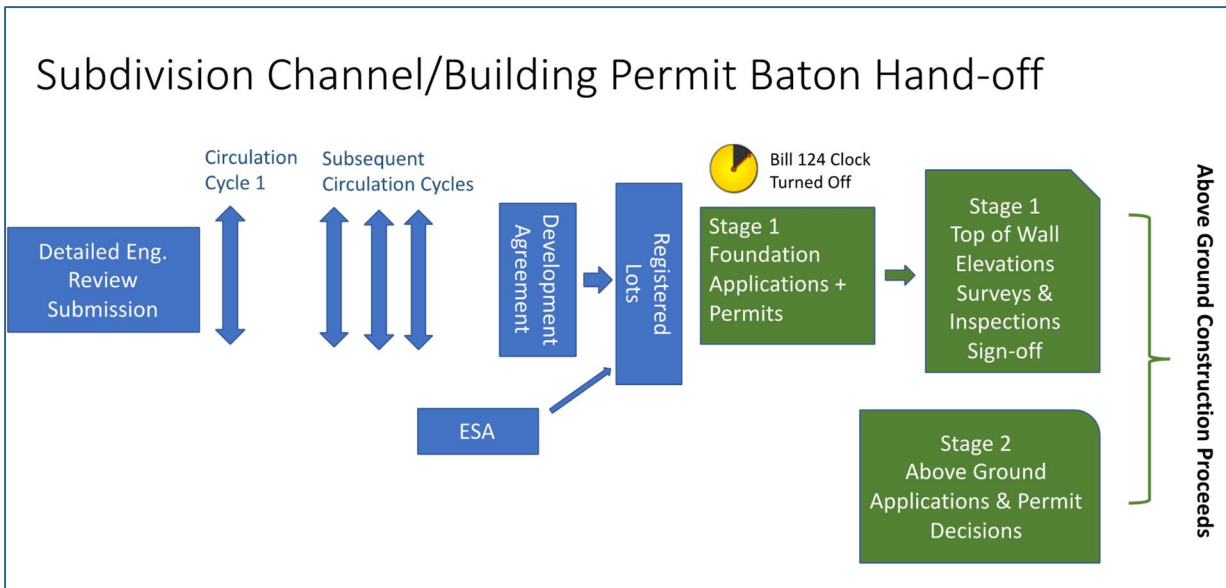 Subdivision Channel/Building Permit Baton Hand-off
Circulation
Cycle 1
Subsequent
Circulation Cycles
Bill 124 Clock
Turned Off
Detailed Eng.
Review
Submission
Development
Agreement
Registered
Lots
ESA
Stage 1
Foundation
Applications +
Permits
Stage 1
Top of Wall
Elevations
Surveys &
Inspections
Sign-off
Stage 2
Above Ground
Applications & Permit
Decisions
Above Ground Construction Proceeds